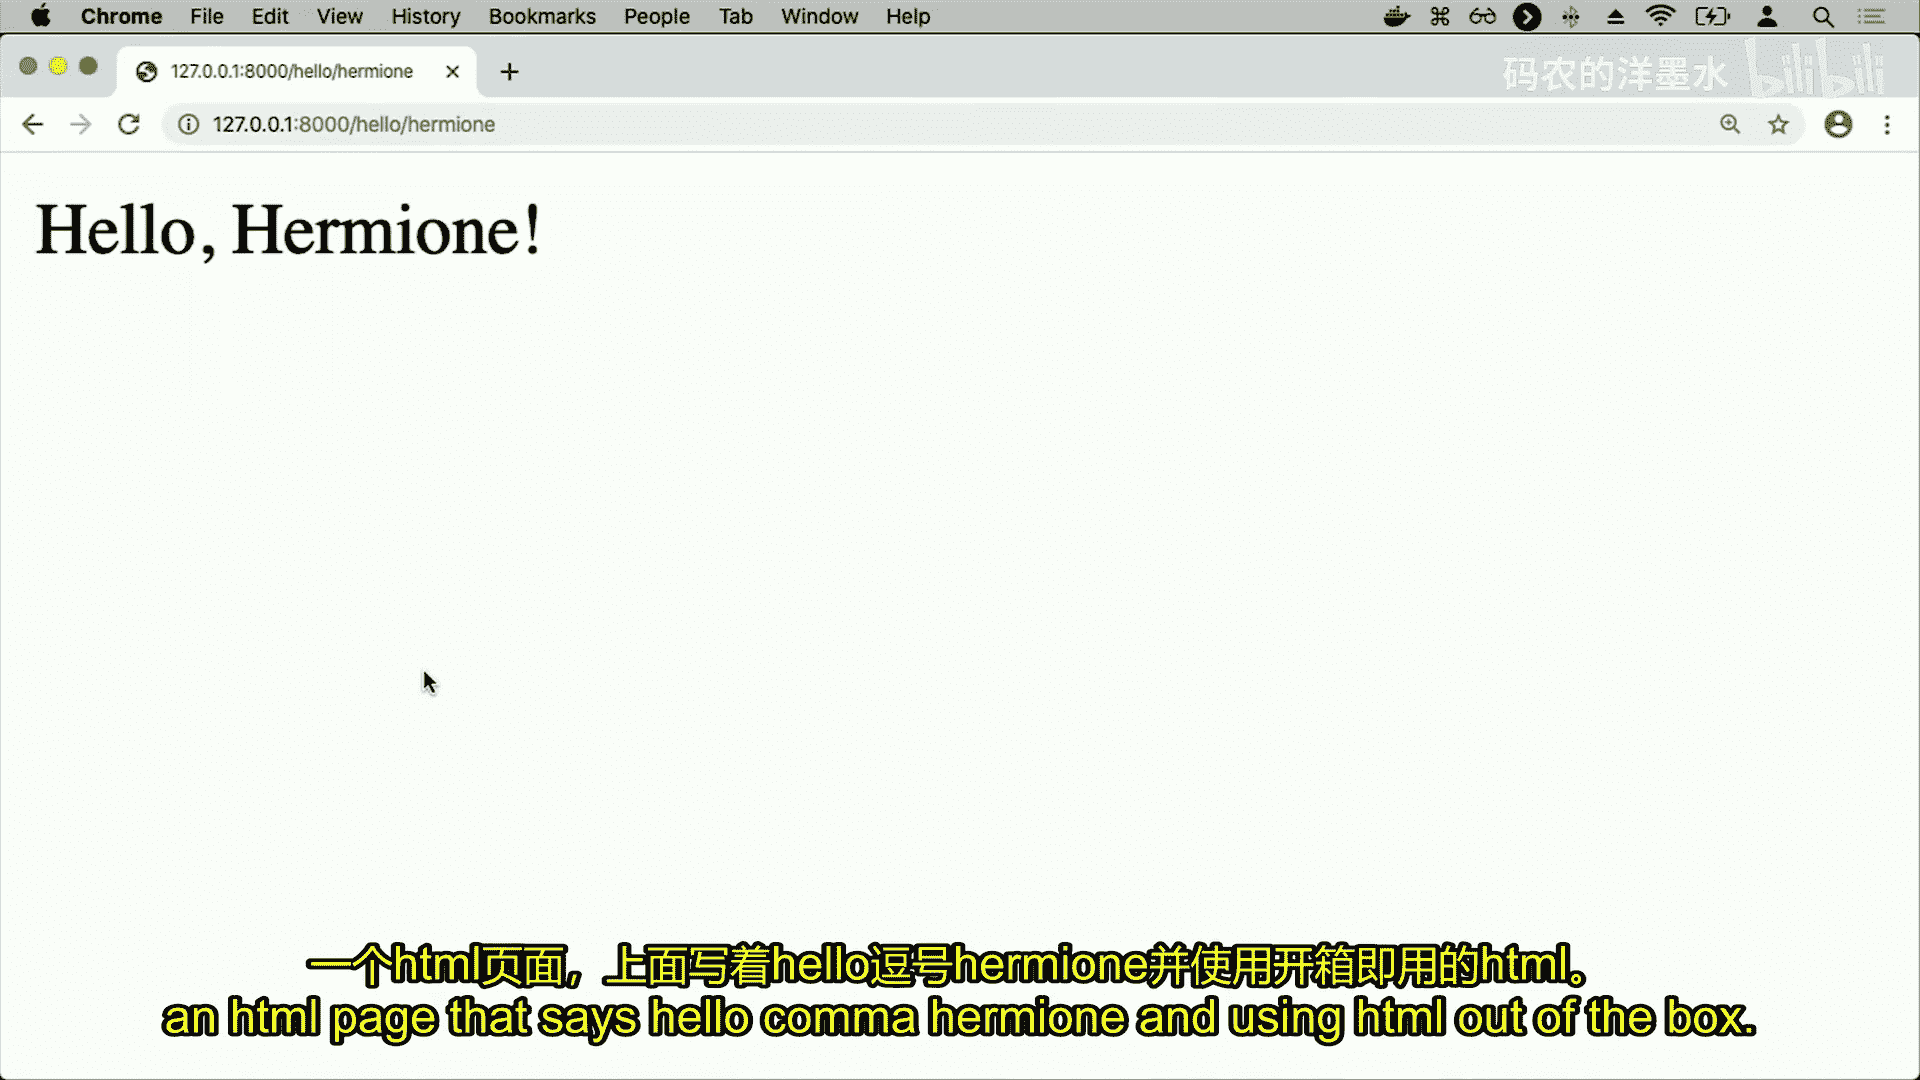 Chrome File Edit View History Bookmarks People Tab Window Help
127.0.0.1:8000/hello/hermione
码农的洋墨水 bilibili
127.0.0.1:8000/hello/hermione
Hello, Hermione!
一个html页面，上面写着hello逗号hermione并使用开箱即用的html。
an html page that says hello comma hermione and using html out of the box.